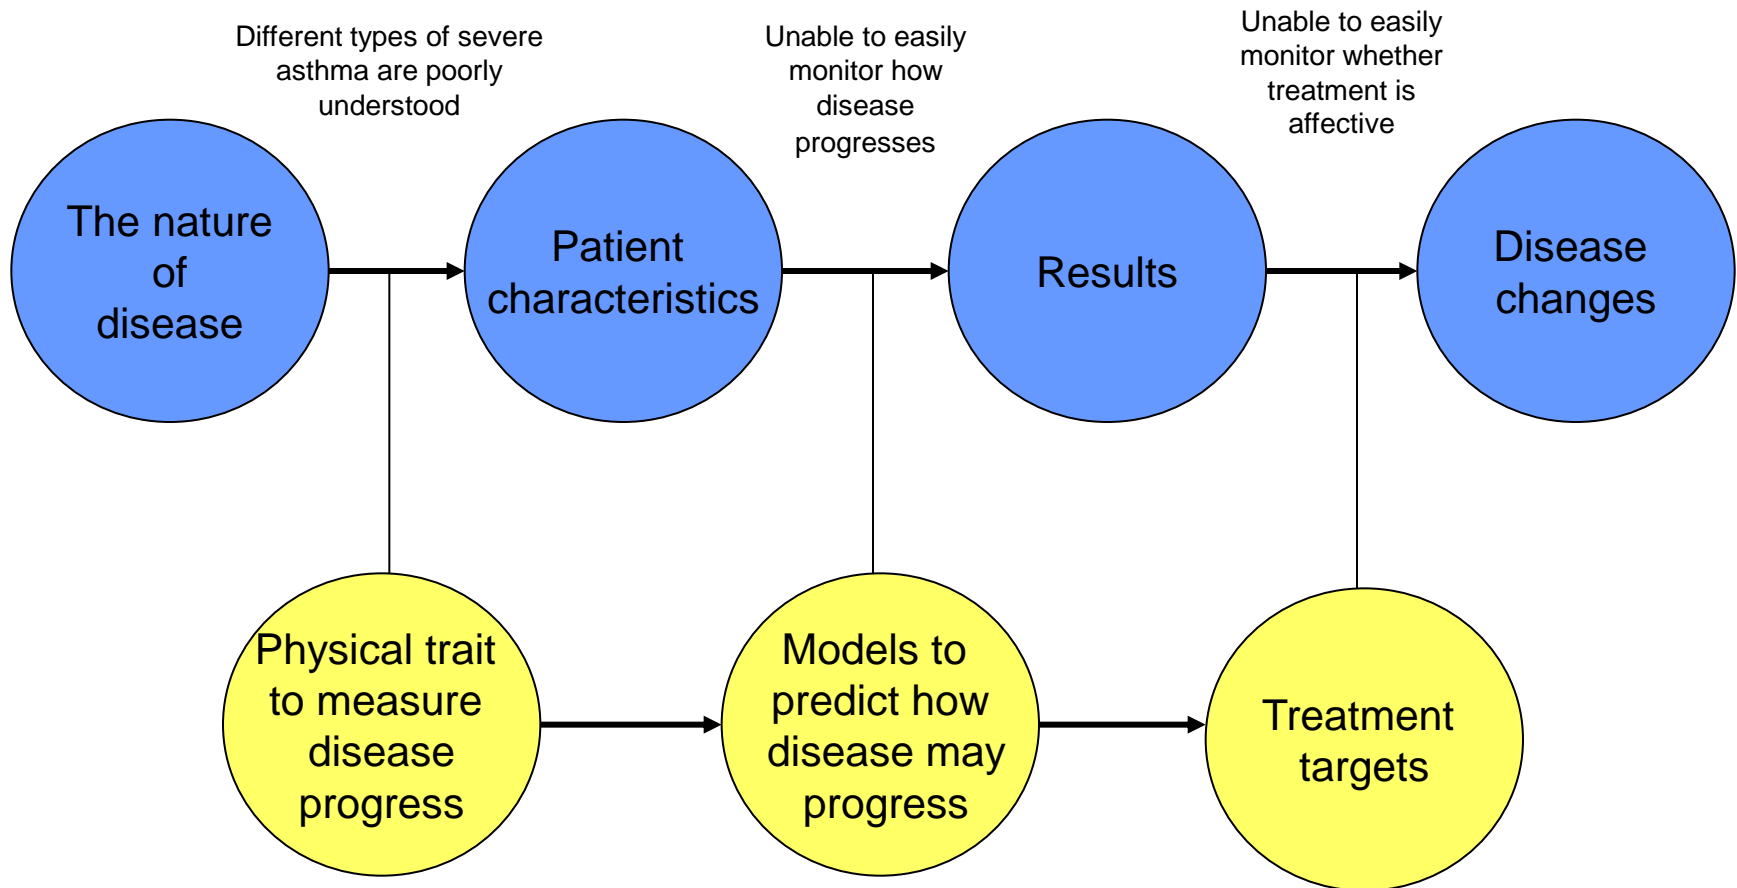 Different types of severe
asthma are poorly
understood
Unable to easily
monitor how
disease
progresses
Unable to easily
monitor whether
treatment is
affective
The nature
of
disease
Patient
characteristics
Results
Disease
changes
Physical trait
to measure
disease
progress
Models to
predict how
disease may
progress
Treatment
targets